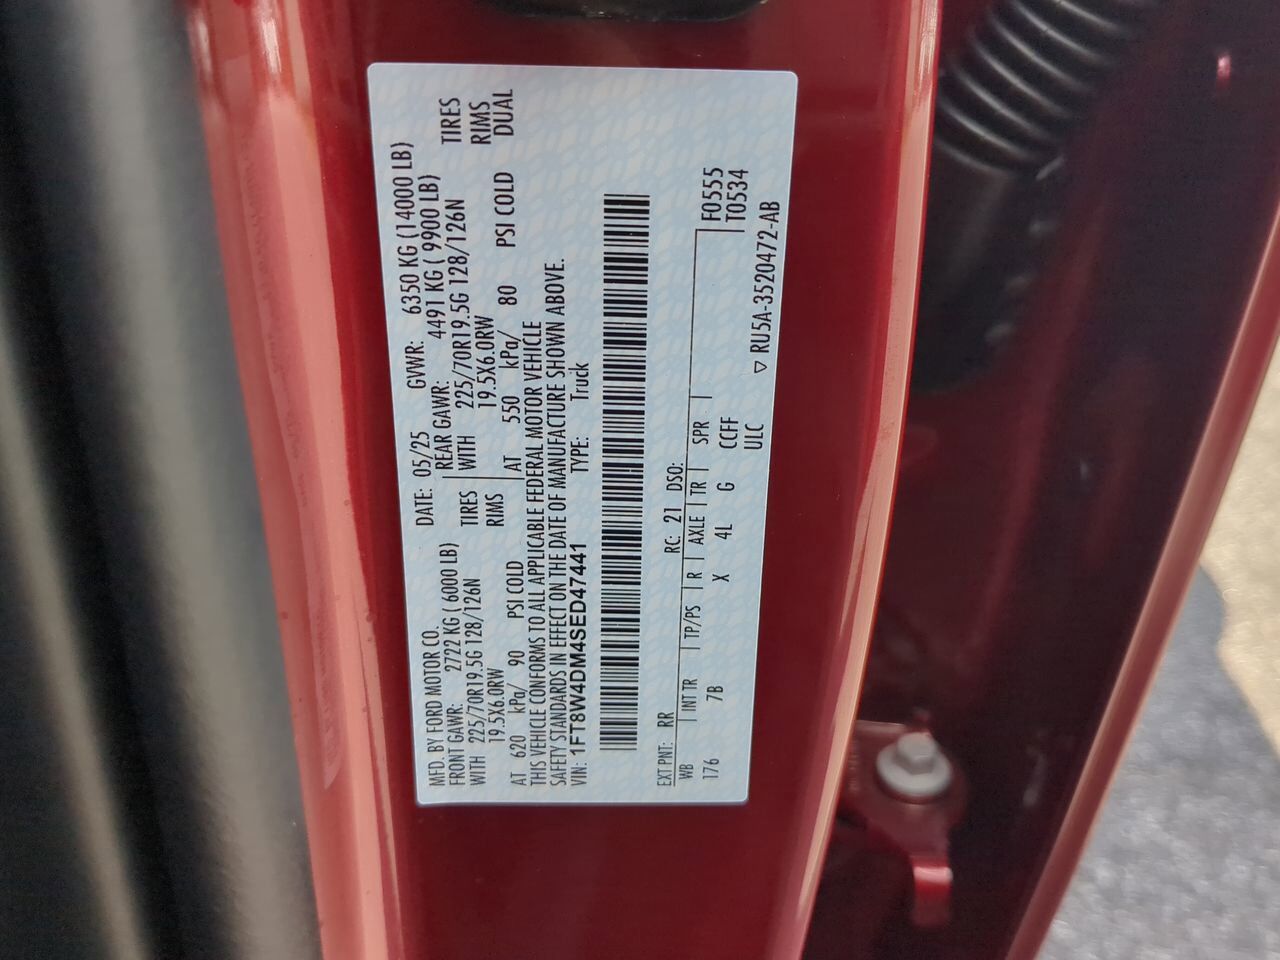 MFD. BY FORD MOTOR CO.
DATE: 05/25 GVWR: 6350 KG (14000 LB)
FRONT GAWR: 2722 KG ( 6000 LB) REAR GAWR: 4491 KG ( 9900 LB)
WITH 225/70R19.5G 128/126N TIRES WITH 225/70R19.5G 128/126N TIRES
19.5X6.0RW RIMS 19.5X6.0RW RIMS
AT 620 kPa/ 90 PSI COLD AT 550 kPa/ 80 PSI COLD DUAL
THIS VEHICLE CONFORMS TO ALL APPLICABLE FEDERAL MOTOR VEHICLE
SAFETY STANDARDS IN EFFECT ON THE DATE OF MANUFACTURE SHOWN ABOVE.
VIN: 1FT8W4DM4SED47441 TYPE: Truck
EXT PNT: RR RC: 21 DSO:
WB INT TR TP/PS R AXLE TR SPR F0555
176 7B X 4L G CCFF T0534
ULC
▽ RU5A-3520472-AB